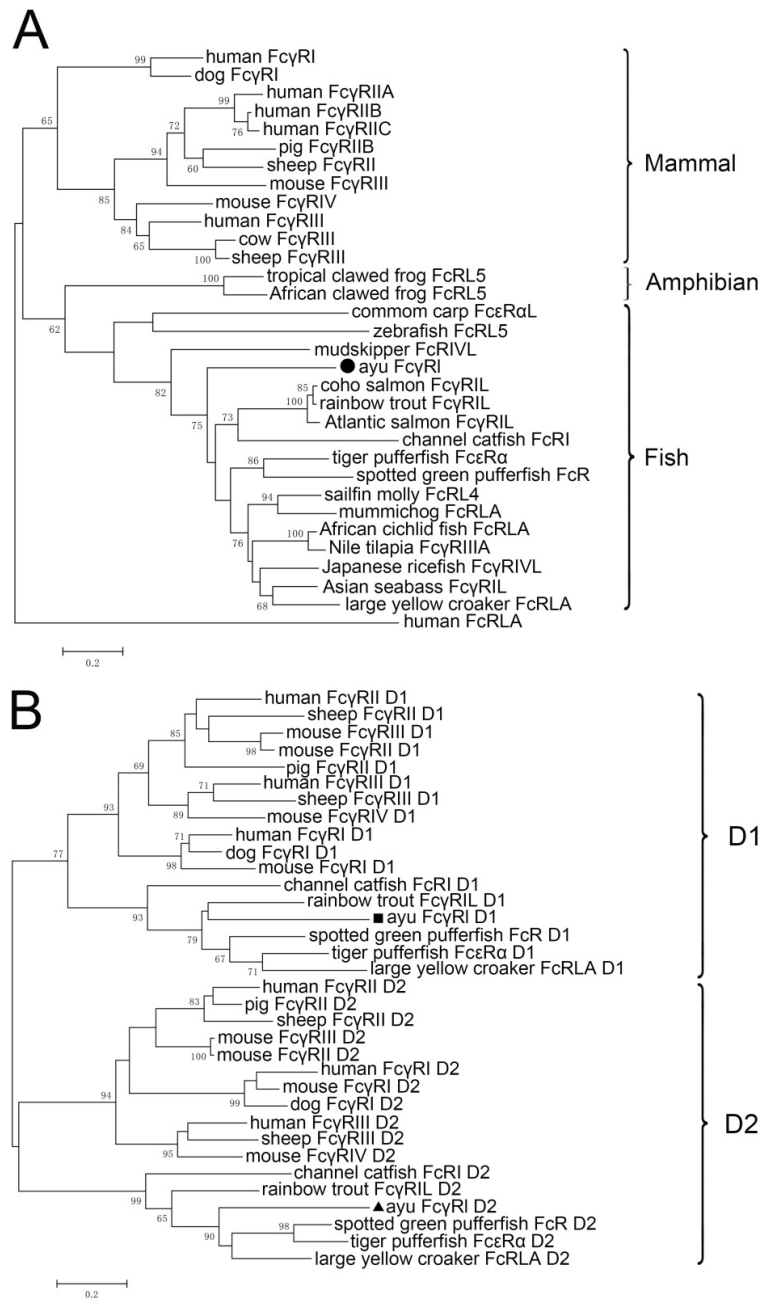 A
99
human FcγRI
dog FcγRI
65
human FcγRIIA
99
human FcγRIIB
76
human FcγRIIC
72
pig FcγRIIB
94
60
sheep FcγRII
Mammal
mouse FcγRIII
85
mouse FcγRIV
84
human FcγRIII
65
cow FcγRIII
100
sheep FcγRIII
100
tropical clawed frog FcRL5
African clawed frog FcRL5
Amphibian
62
commom carp FcεRαL
zebrafish FcRL5
mudskipper FcRIVL
82
ayu FcγRI
85
coho salmon FcγRIL
100
rainbow trout FcγRIL
75
73
Atlantic salmon FcγRIL
channel catfish FcRI
86
tiger pufferfish FcεRα
Fish
spotted green pufferfish FcR
94
sailfin molly FcRL4
mummichog FcRLA
76
100
African cichlid fish FcRLA
Nile tilapia FcγRIIIA
Japanese ricefish FcγRIVL
Asian seabass FcγRIL
68
large yellow croaker FcRLA
human FcRLA
0.2
B
human FcγRII D1
85
sheep FcγRII D1
mouse FcγRIII D1
98
mouse FcγRII D1
69
pig FcγRII D1
71
human FcγRIII D1
sheep FcγRIII D1
93
89
mouse FcγRIV D1
71
human FcγRI D1
D1
77
dog FcγRI D1
98
mouse FcγRI D1
channel catfish FcRI D1
93
rainbow trout FcγRIL D1
ayu FcγRI D1
79
spotted green pufferfish FcR D1
67
tiger pufferfish FcεRα D1
71
large yellow croaker FcRLA D1
human FcγRII D2
83
pig FcγRII D2
sheep FcγRII D2
mouse FcγRIII D2
100
mouse FcγRII D2
human FcγRI D2
94
mouse FcγRI D2
99
dog FcγRI D2
human FcγRIII D2
D2
sheep FcγRIII D2
95
mouse FcγRIV D2
channel catfish FcRI D2
99
rainbow trout FcγRIL D2
65
ayu FcγRI D2
90
98
spotted green pufferfish FcR D2
tiger pufferfish FcεRα D2
large yellow croaker FcRLA D2
0.2